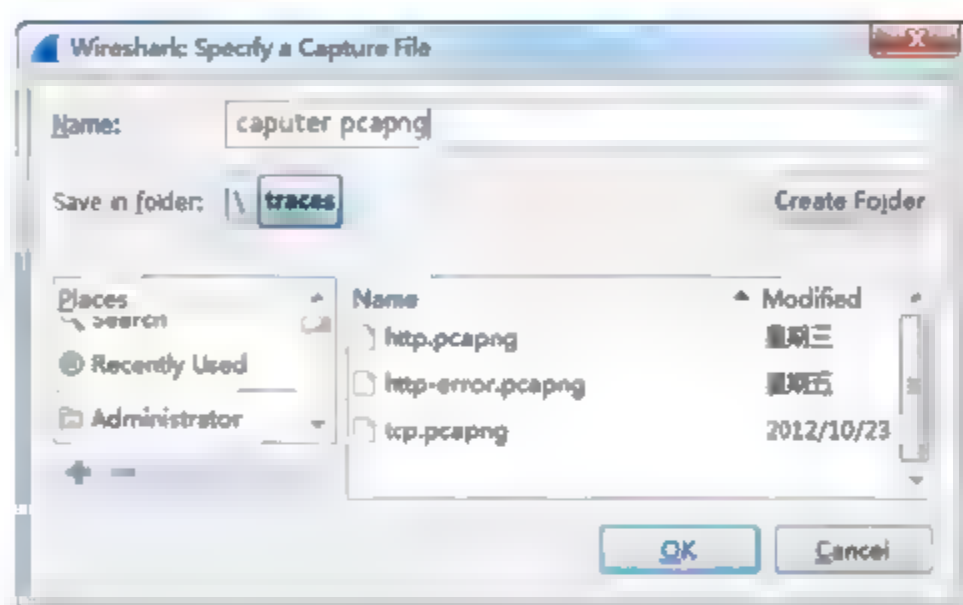 Wireshark: Specify a Capture File
Name: caputer pcapng
Save in folder: \ traces Create Folder
Places Name Modified
Search
http.pcapng 星期三
Recently Used
http-error.pcapng 星期五
Administrator
tcp.pcapng 2012/10/23
OK Cancel